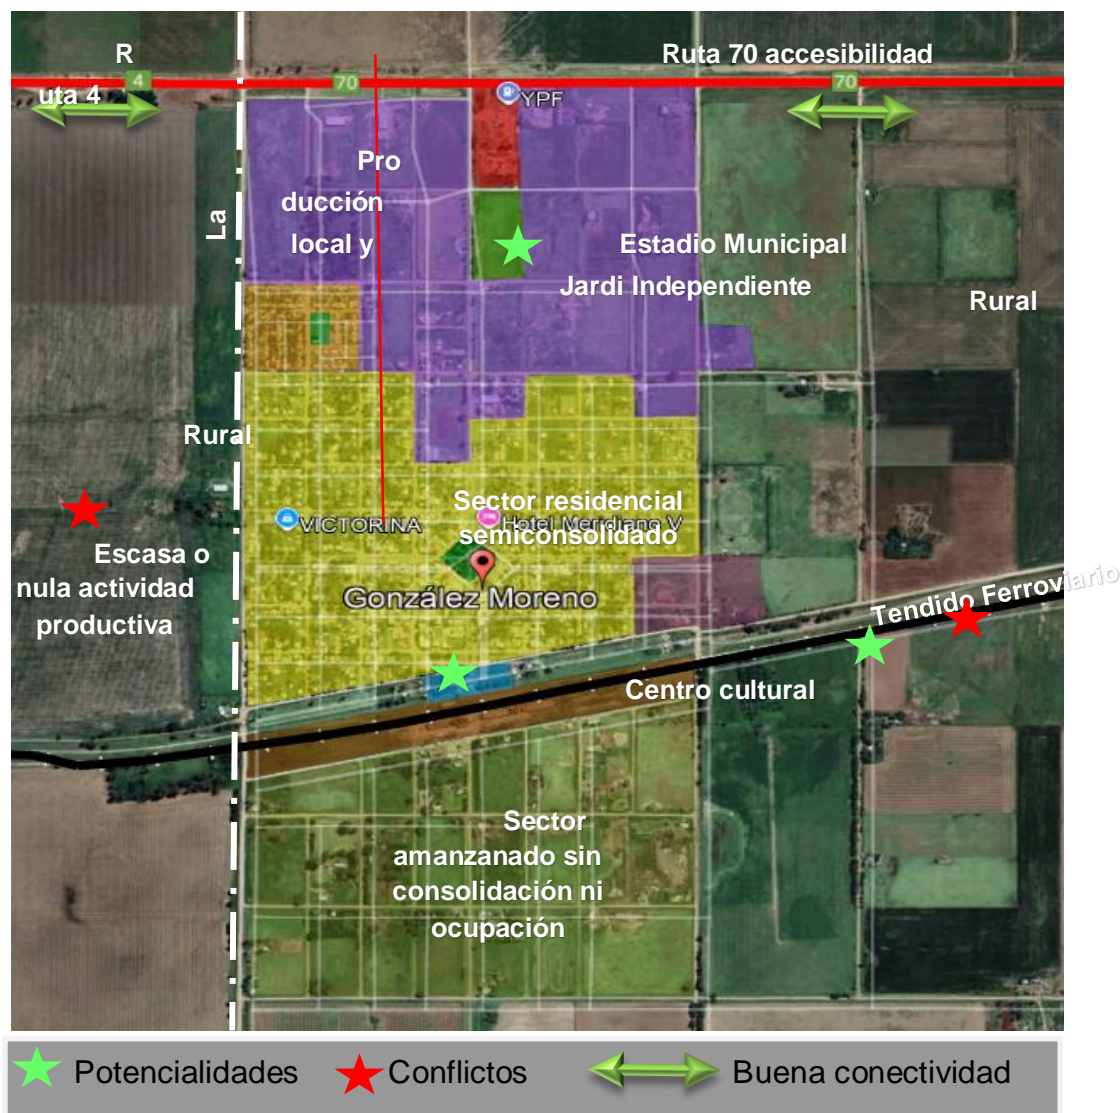 R
Ruta 70 accesibilidad
4
70
70
uta 4
YPF
Pro
ducción
local y
La
Estadio Municipal
Jardi Independiente
Rural
Rural
Sector residencial
semiconsolidado
VICTORINA
Hotel Meridiano V
Escasa o
nula actividad
productiva
González Moreno
Tendido Ferroviario
Centro cultural
Sector
amanzanado sin
consolidación ni
ocupación
Potencialidades
Conflictos
Buena conectividad